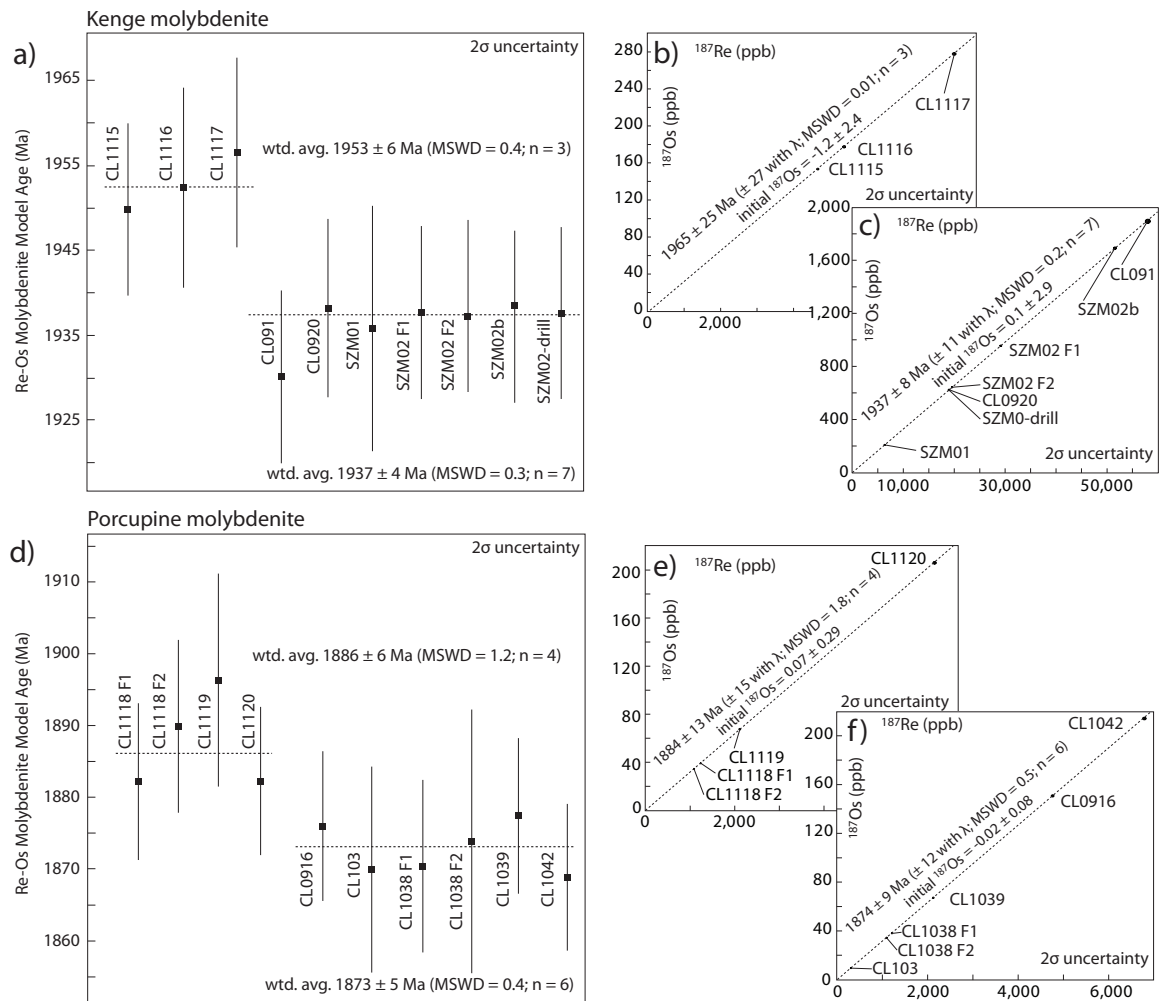 Kenge molybdenite
a)
2σ uncertainty
Re-Os Molybdenite Model Age (Ma)
1965
1955
1945
1935
1925
CL1115
CL1116
CL1117
wtd. avg. 1953 ± 6 Ma (MSWD = 0.4; n = 3)
CL091
CL0920
SZM01
SZM02 F1
SZM02 F2
SZM02b
SZM02-drill
wtd. avg. 1937 ± 4 Ma (MSWD = 0.3; n = 7)
b)
187Re (ppb)
187Os (ppb)
280
240
200
160
120
80
40
0
0
2,000
1965 ± 25 Ma (± 27 with λ; MSWD = 0.01; n = 3)
initial 187Os = -1.2 ± 2.4
CL1117
CL1116
CL1115
2σ uncertainty
c)
187Re (ppb)
187Os (ppb)
2,000
1,600
1,200
800
400
0
0
10,000
30,000
50,000
1937 ± 8 Ma (± 11 with λ; MSWD = 0.2; n = 7)
initial 187Os = 0.1 ± 2.9
CL091
SZM02b
SZM02 F1
SZM02 F2
CL0920
SZM0-drill
SZM01
2σ uncertainty
Porcupine molybdenite
d)
2σ uncertainty
Re-Os Molybdenite Model Age (Ma)
1910
1900
1890
1880
1870
1860
CL1118 F1
CL1118 F2
CL1119
CL1120
wtd. avg. 1886 ± 6 Ma (MSWD = 1.2; n = 4)
CL0916
CL103
CL1038 F1
CL1038 F2
CL1039
CL1042
wtd. avg. 1873 ± 5 Ma (MSWD = 0.4; n = 6)
e)
187Re (ppb)
187Os (ppb)
200
160
120
80
40
0
0
2,000
1884 ± 13 Ma (± 15 with λ; MSWD = 1.8; n = 4)
initial 187Os = 0.07 ± 0.29
CL1120
CL1119
CL1118 F1
CL1118 F2
2σ uncertainty
f)
187Re (ppb)
187Os (ppb)
200
160
120
80
40
0
0
2,000
4,000
6,000
1874 ± 9 Ma (± 12 with λ; MSWD = 0.5; n = 6)
initial 187Os = -0.02 ± 0.08
CL1042
CL0916
CL1039
CL1038 F1
CL1038 F2
CL103
2σ uncertainty